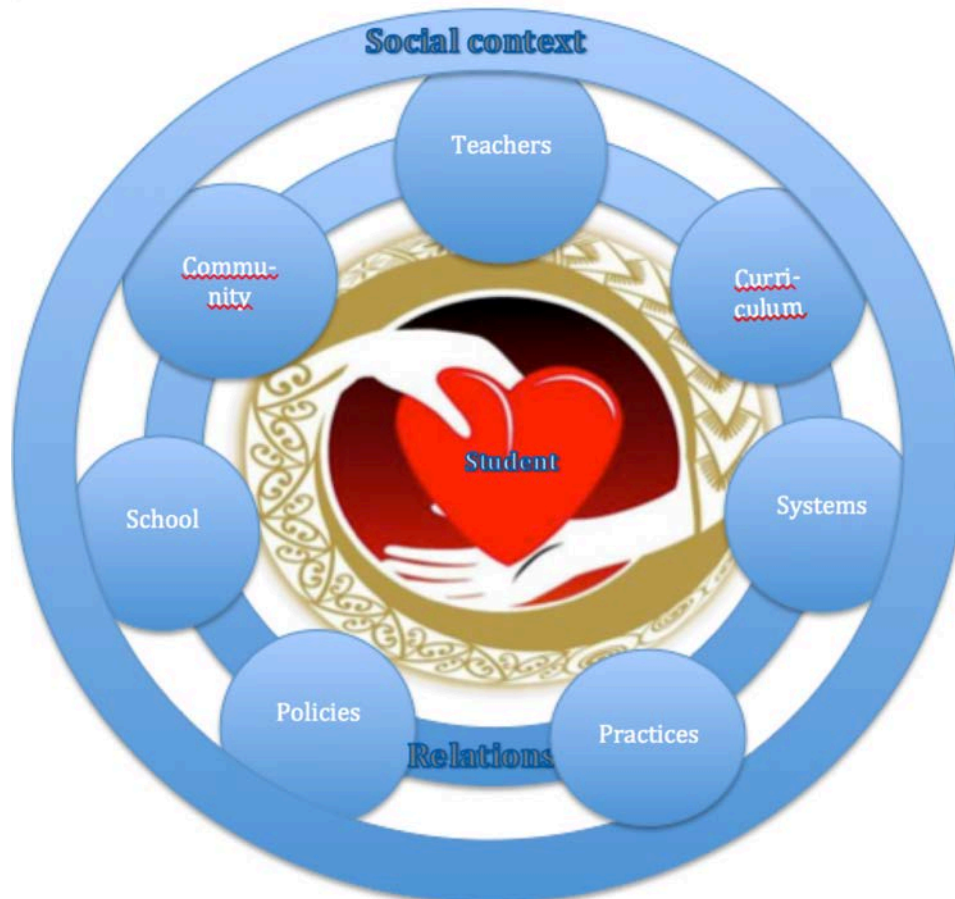 Social context
Teachers
Commu-
nity
Curri-
culum
Student
School
Systems
Policies
Practices
Relations